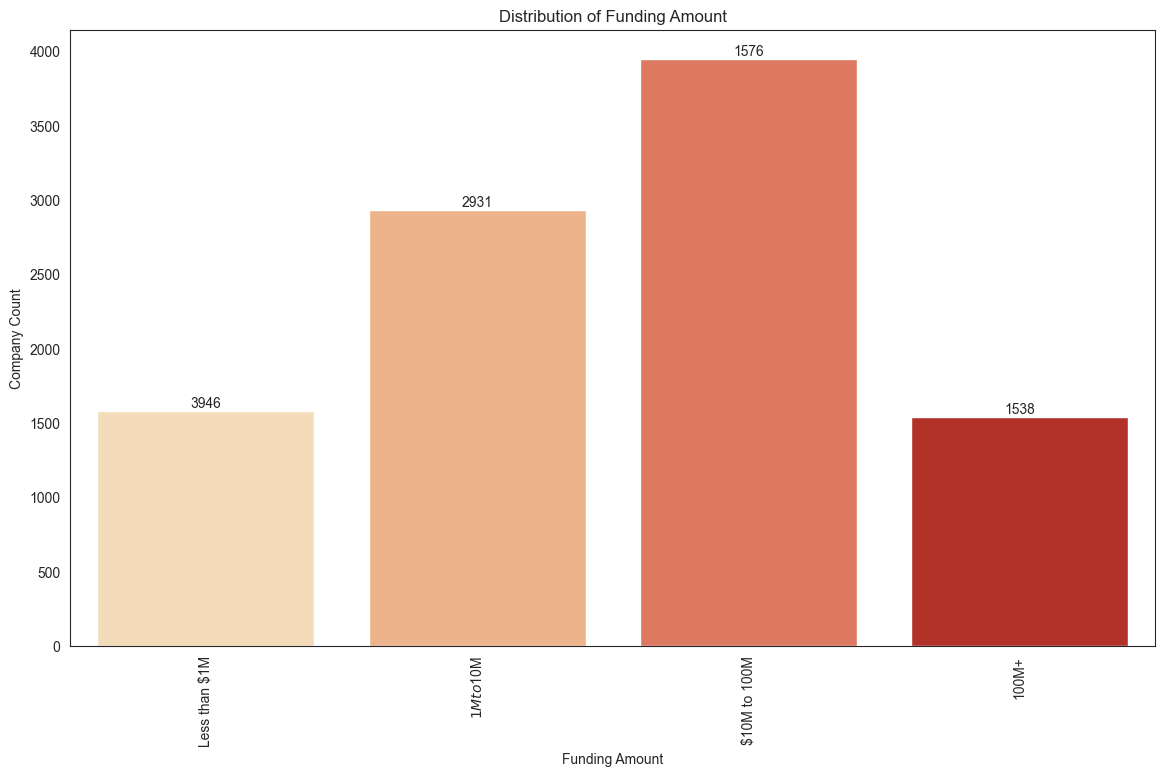 Distribution of Funding Amount
Company Count
4000
3500
3000
2500
2000
1500
1000
500
0
3946
2931
1576
1538
Less than $1M
1Mto10M
$10M to 100M
100M+
Funding Amount